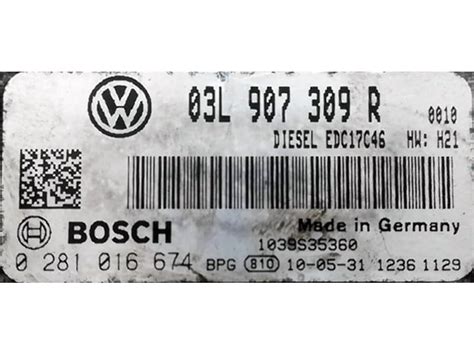 03L 907 309 R 0010
DIESEL EDC17C46 HW: H21
BOSCH
Made in Germany
1039S35360
0 281 016 674 BPG 810 10-05-31 1236 1129